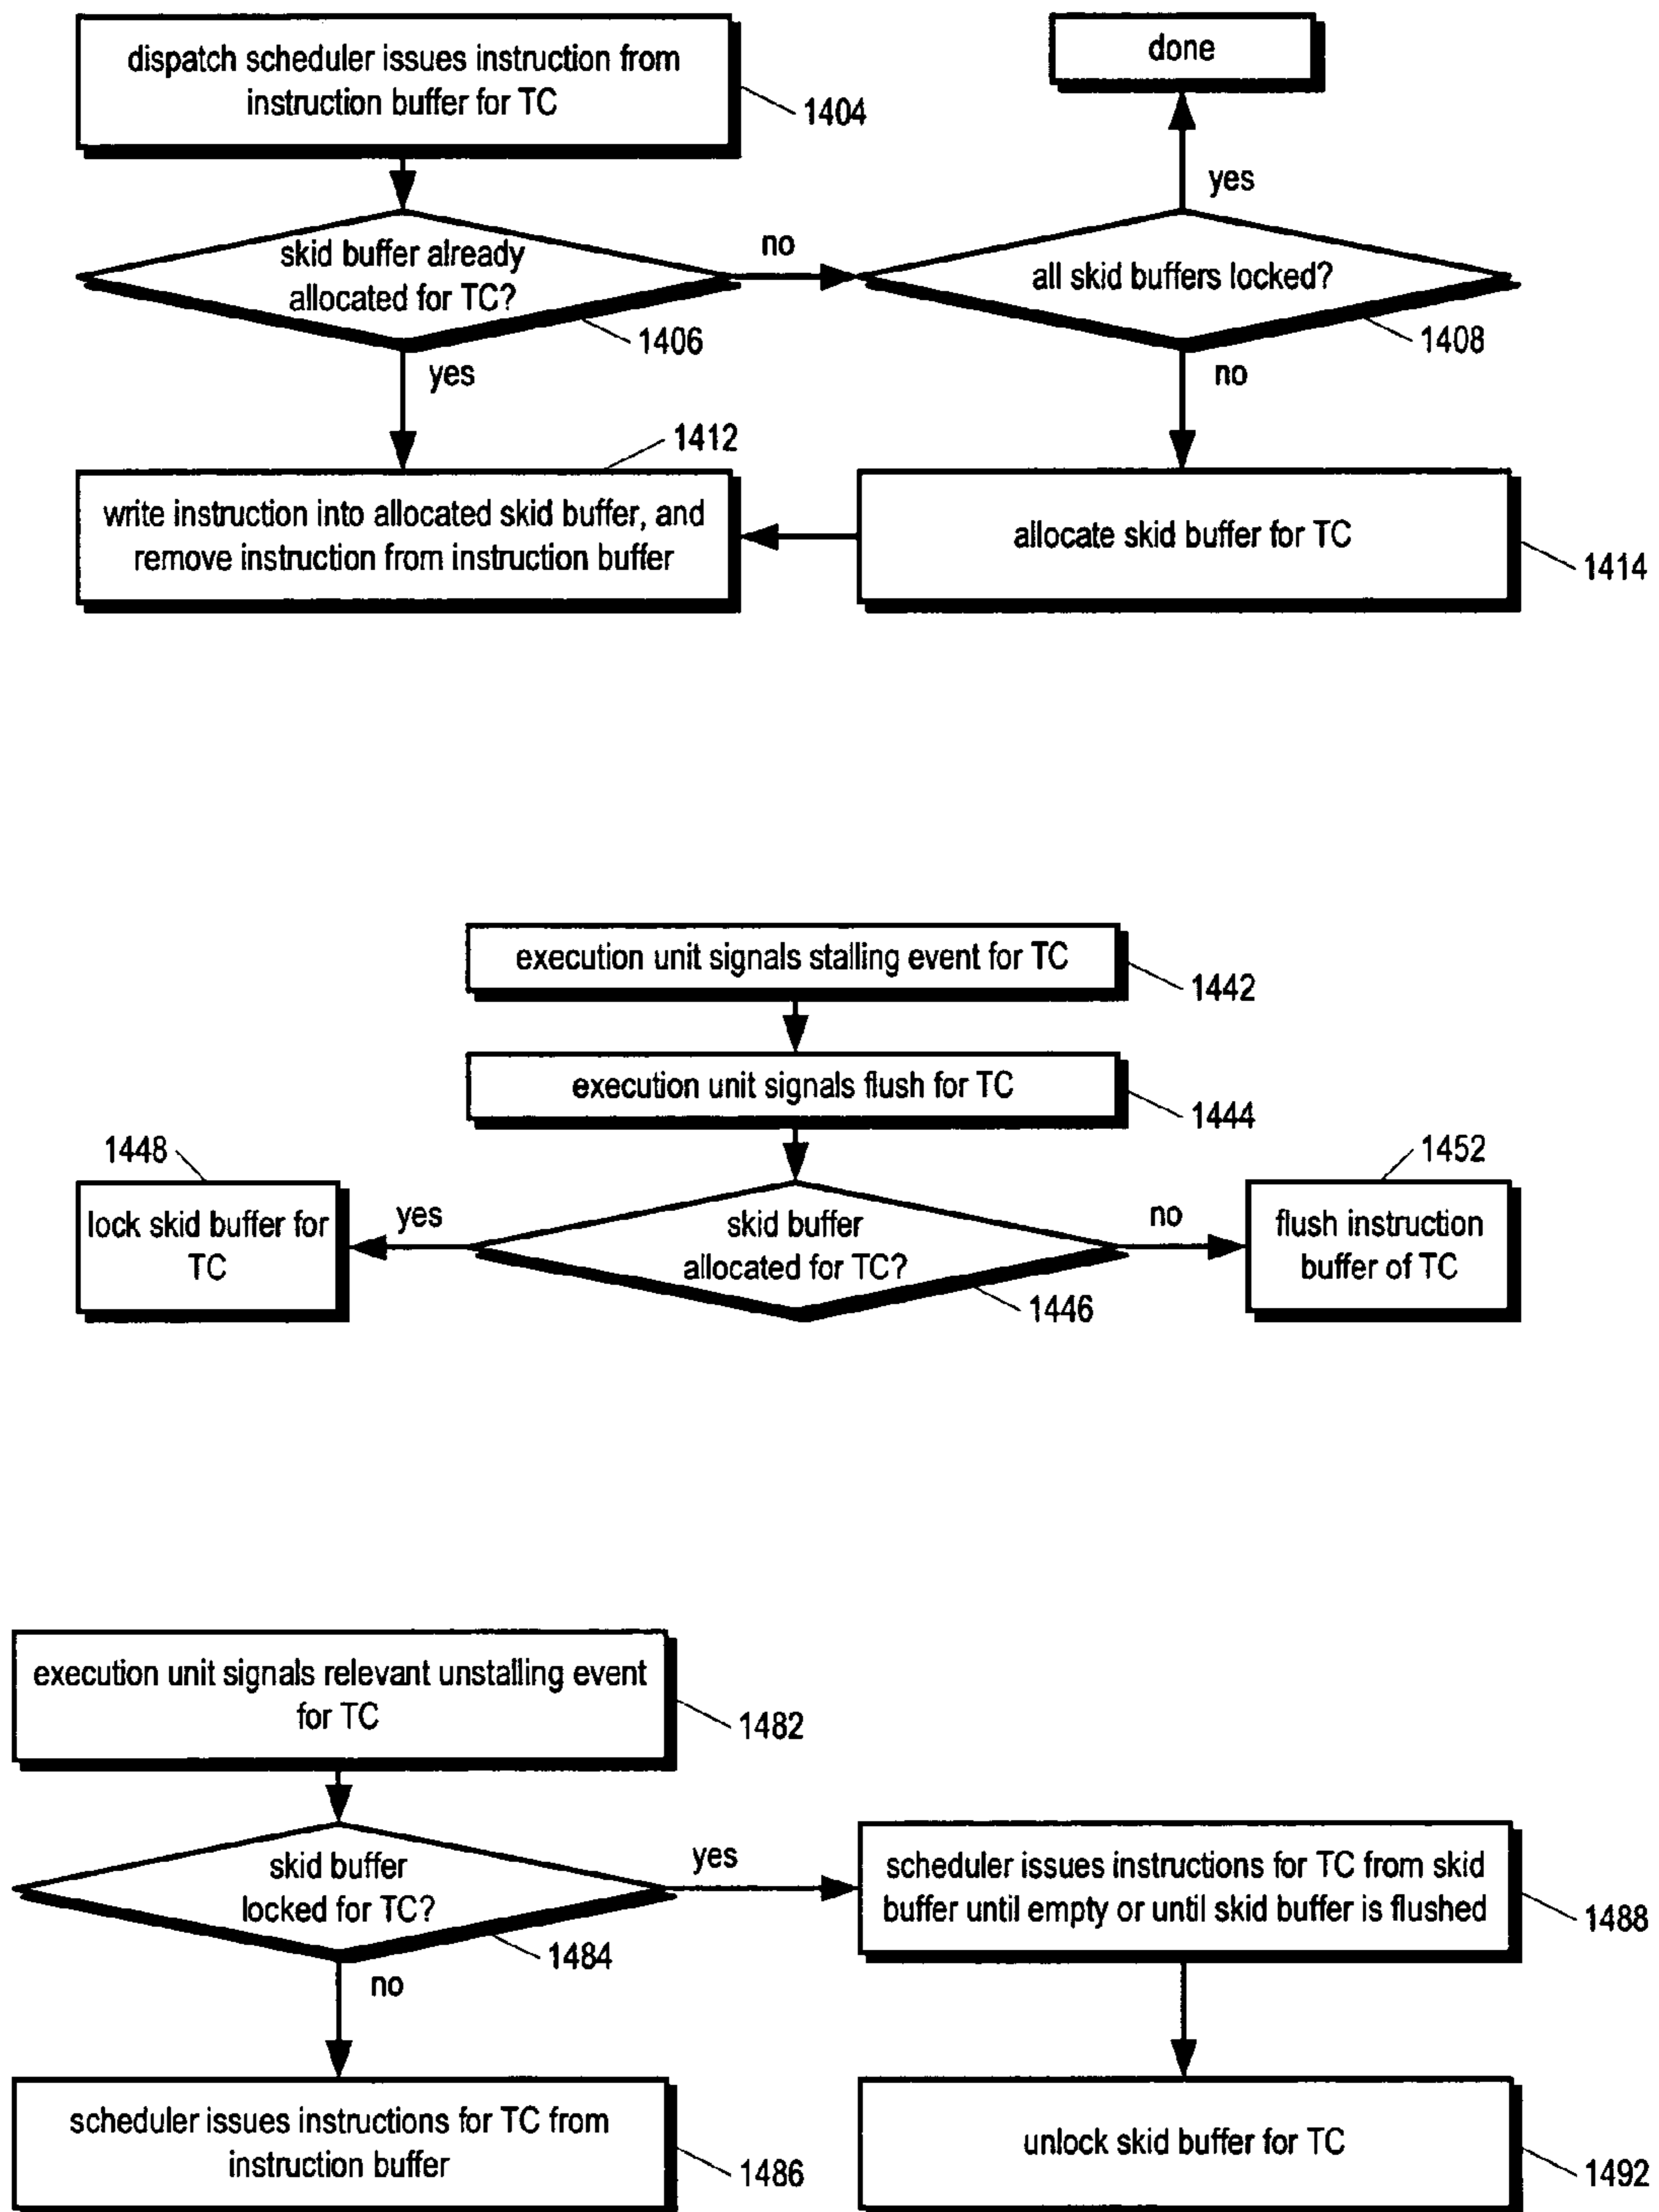 dispatch scheduler issues instruction from
instruction buffer for TC
1404
done
yes
skid buffer already
allocated for TC?
1406
no
all skid buffers locked?
1408
yes
no
1412
write instruction into allocated skid buffer, and
remove instruction from instruction buffer
allocate skid buffer for TC
1414
execution unit signals stalling event for TC
1442
execution unit signals flush for TC
1444
1448
1452
lock skid buffer for
TC
yes
skid buffer
allocated for TC?
1446
no
flush instruction
buffer of TC
execution unit signals relevant unstalling event
for TC
1482
skid buffer
locked for TC?
1484
yes
scheduler issues instructions for TC from skid
buffer until empty or until skid buffer is flushed
1488
no
scheduler issues instructions for TC from
instruction buffer
1486
unlock skid buffer for TC
1492